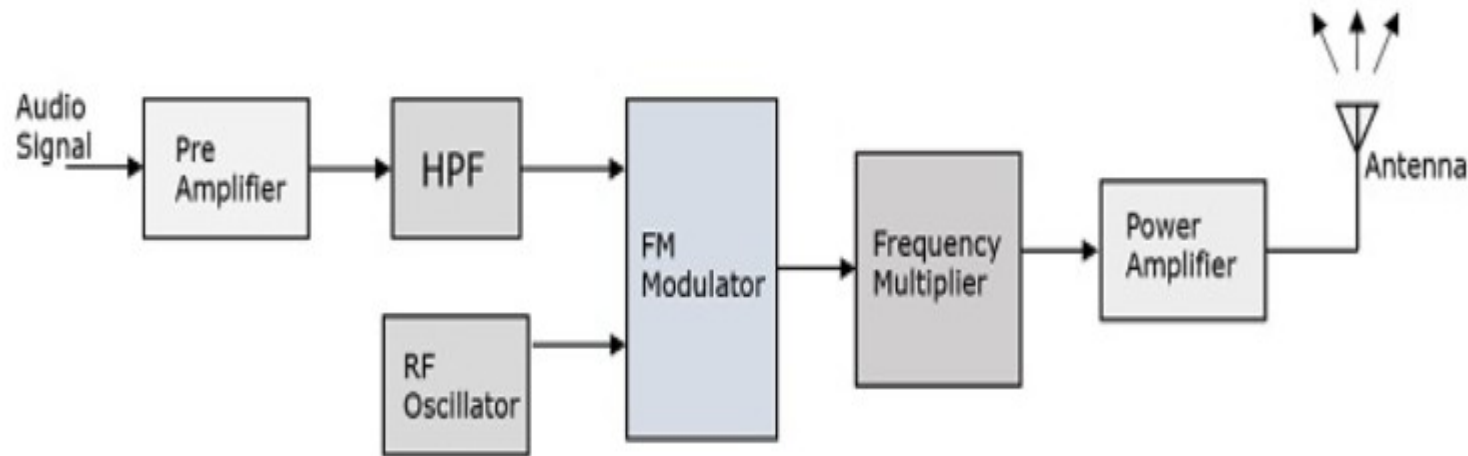 Audio
Signal
Pre
Amplifier
HPF
RF
Oscillator
FM
Modulator
Frequency
Multiplier
Power
Amplifier
Antenna